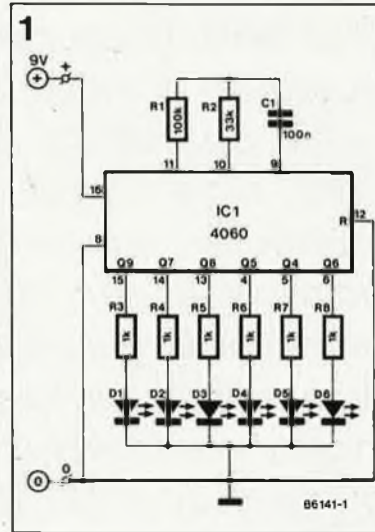 1
9V
+
+
R1
100k
R2
33k
C1
100n
11
10
9
16
IC1
4060
R
12
8
Q9
Q7
Q8
Q5
Q4
Q6
15
14
13
4
5
6
R3
1k
R4
1k
R5
1k
R6
1k
R7
1k
R8
1k
D1
D2
D3
D4
D5
D6
0
0
86141-1